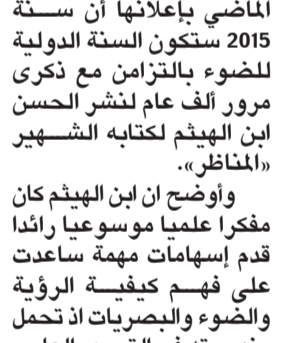 الماضي بإعلانها أن سنة
2015 ستكون السنة الدولية
للضوء بالتزامن مع ذكرى
مرور ألف عام لنشر الحسن
ابن الهيثم لكتابه الشهير
«المناظر».
وأوضح ان ابن الهيثم كان
مفكرا علميا موسوعيا رائدا
قدم إسهامات مهمة ساعدت
على فهم كيفية الرؤية
والضوء والبصريات اذ تحمل